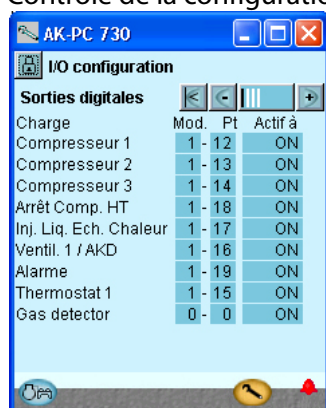 Contrôle de la configuratio
AK-PC 730
I/O configuration
Sorties digitales
Charge Mod. Pt Actif à
Compresseur 1 1 - 12 ON
Compresseur 2 1 - 13 ON
Compresseur 3 1 - 14 ON
Arrêt Comp. HT 1 - 18 ON
Inj. Liq. Ech. Chaleur 1 - 17 ON
Ventil. 1 / AKD 1 - 16 ON
Alarme 1 - 19 ON
Thermostat 1 1 - 15 ON
Gas detector 0 - 0 ON